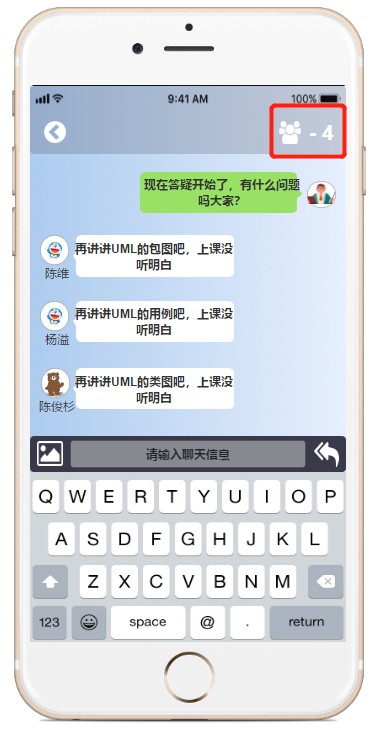 9:41 AM 100%
- 4
现在答疑开始了，有什么问题
吗大家？
再讲讲UML的包图吧，上课没
听明白
陈维
再讲讲UML的用例吧，上课没
听明白
杨溢
再讲讲UML的类图吧，上课没
听明白
陈俊杉
请输入聊天信息
Q W E R T Y U I O P
A S D F G H J K L
Z X C V B N M
123 space @ . return